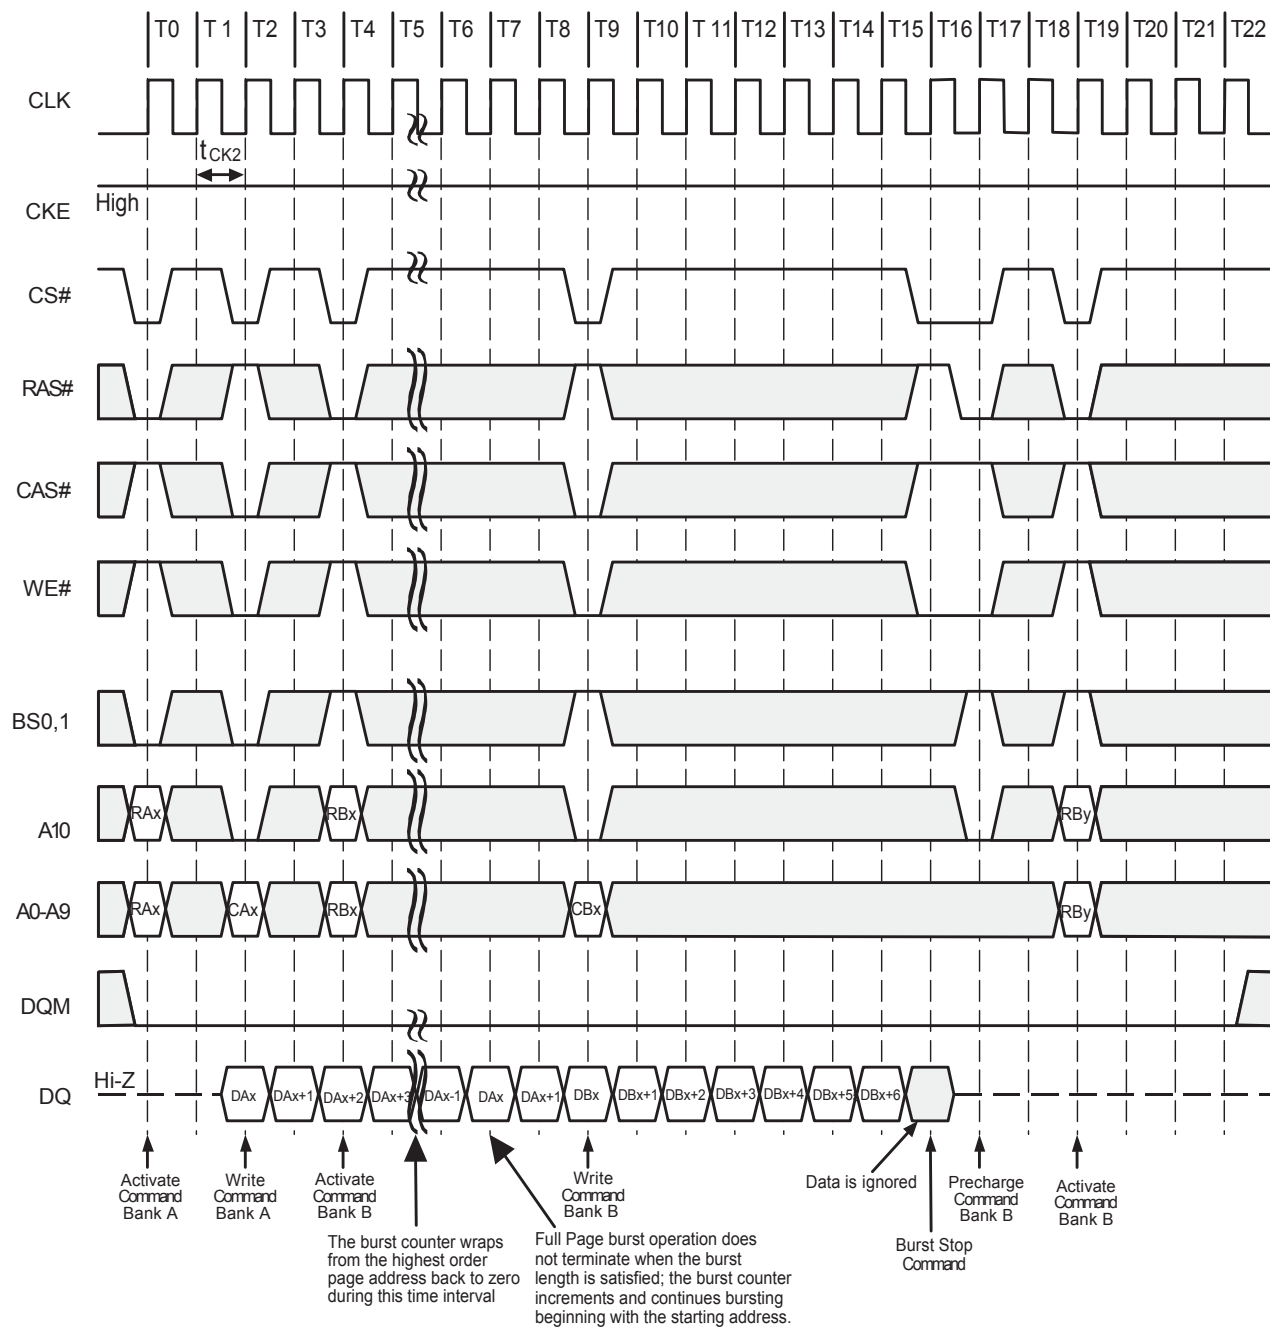 T0 T 1 T2 T3 T4 T5 T6 T7 T8 T9 T10 T 11 T12 T13 T14 T15 T16 T17 T18 T19 T20 T21 T22
CLK
tCK2
High
CKE
CS#
RAS#
CAS#
WE#
BS0,1
RAx RBx RBy
A10
A0-A9 RAx CAx RBx CBx RBy
DQM
Hi-Z
DQ DAx DAx+1 DAx+2 DAx+3 DAx-1 DAx DAx+1 DBx DBx+1 DBx+2 DBx+3 DBx+4 DBx+5 DBx+6
Activate
Command
Bank A
Write
Command
Bank A
Activate
Command
Bank B
The burst counter wraps
from the highest order
page address back to zero
during this time interval
Full Page burst operation does
not terminate when the burst
length is satisfied; the burst counter
increments and continues bursting
beginning with the starting address.
Write
Command
Bank B
Data is ignored
Burst Stop
Command
Precharge
Command
Bank B
Activate
Command
Bank B